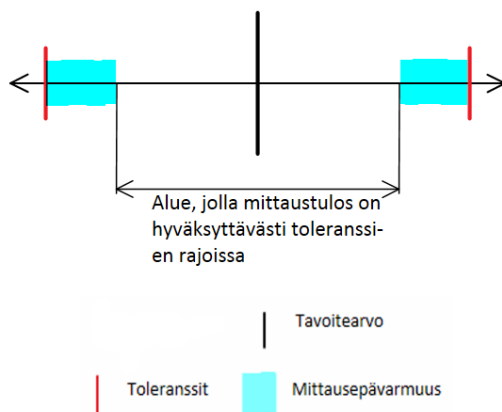 Alue, jolla mittaustulos on
hyväksyttävästi toleranssi-
en rajoissa
Tavoitearvo
Toleranssit
Mittausepävarmuus